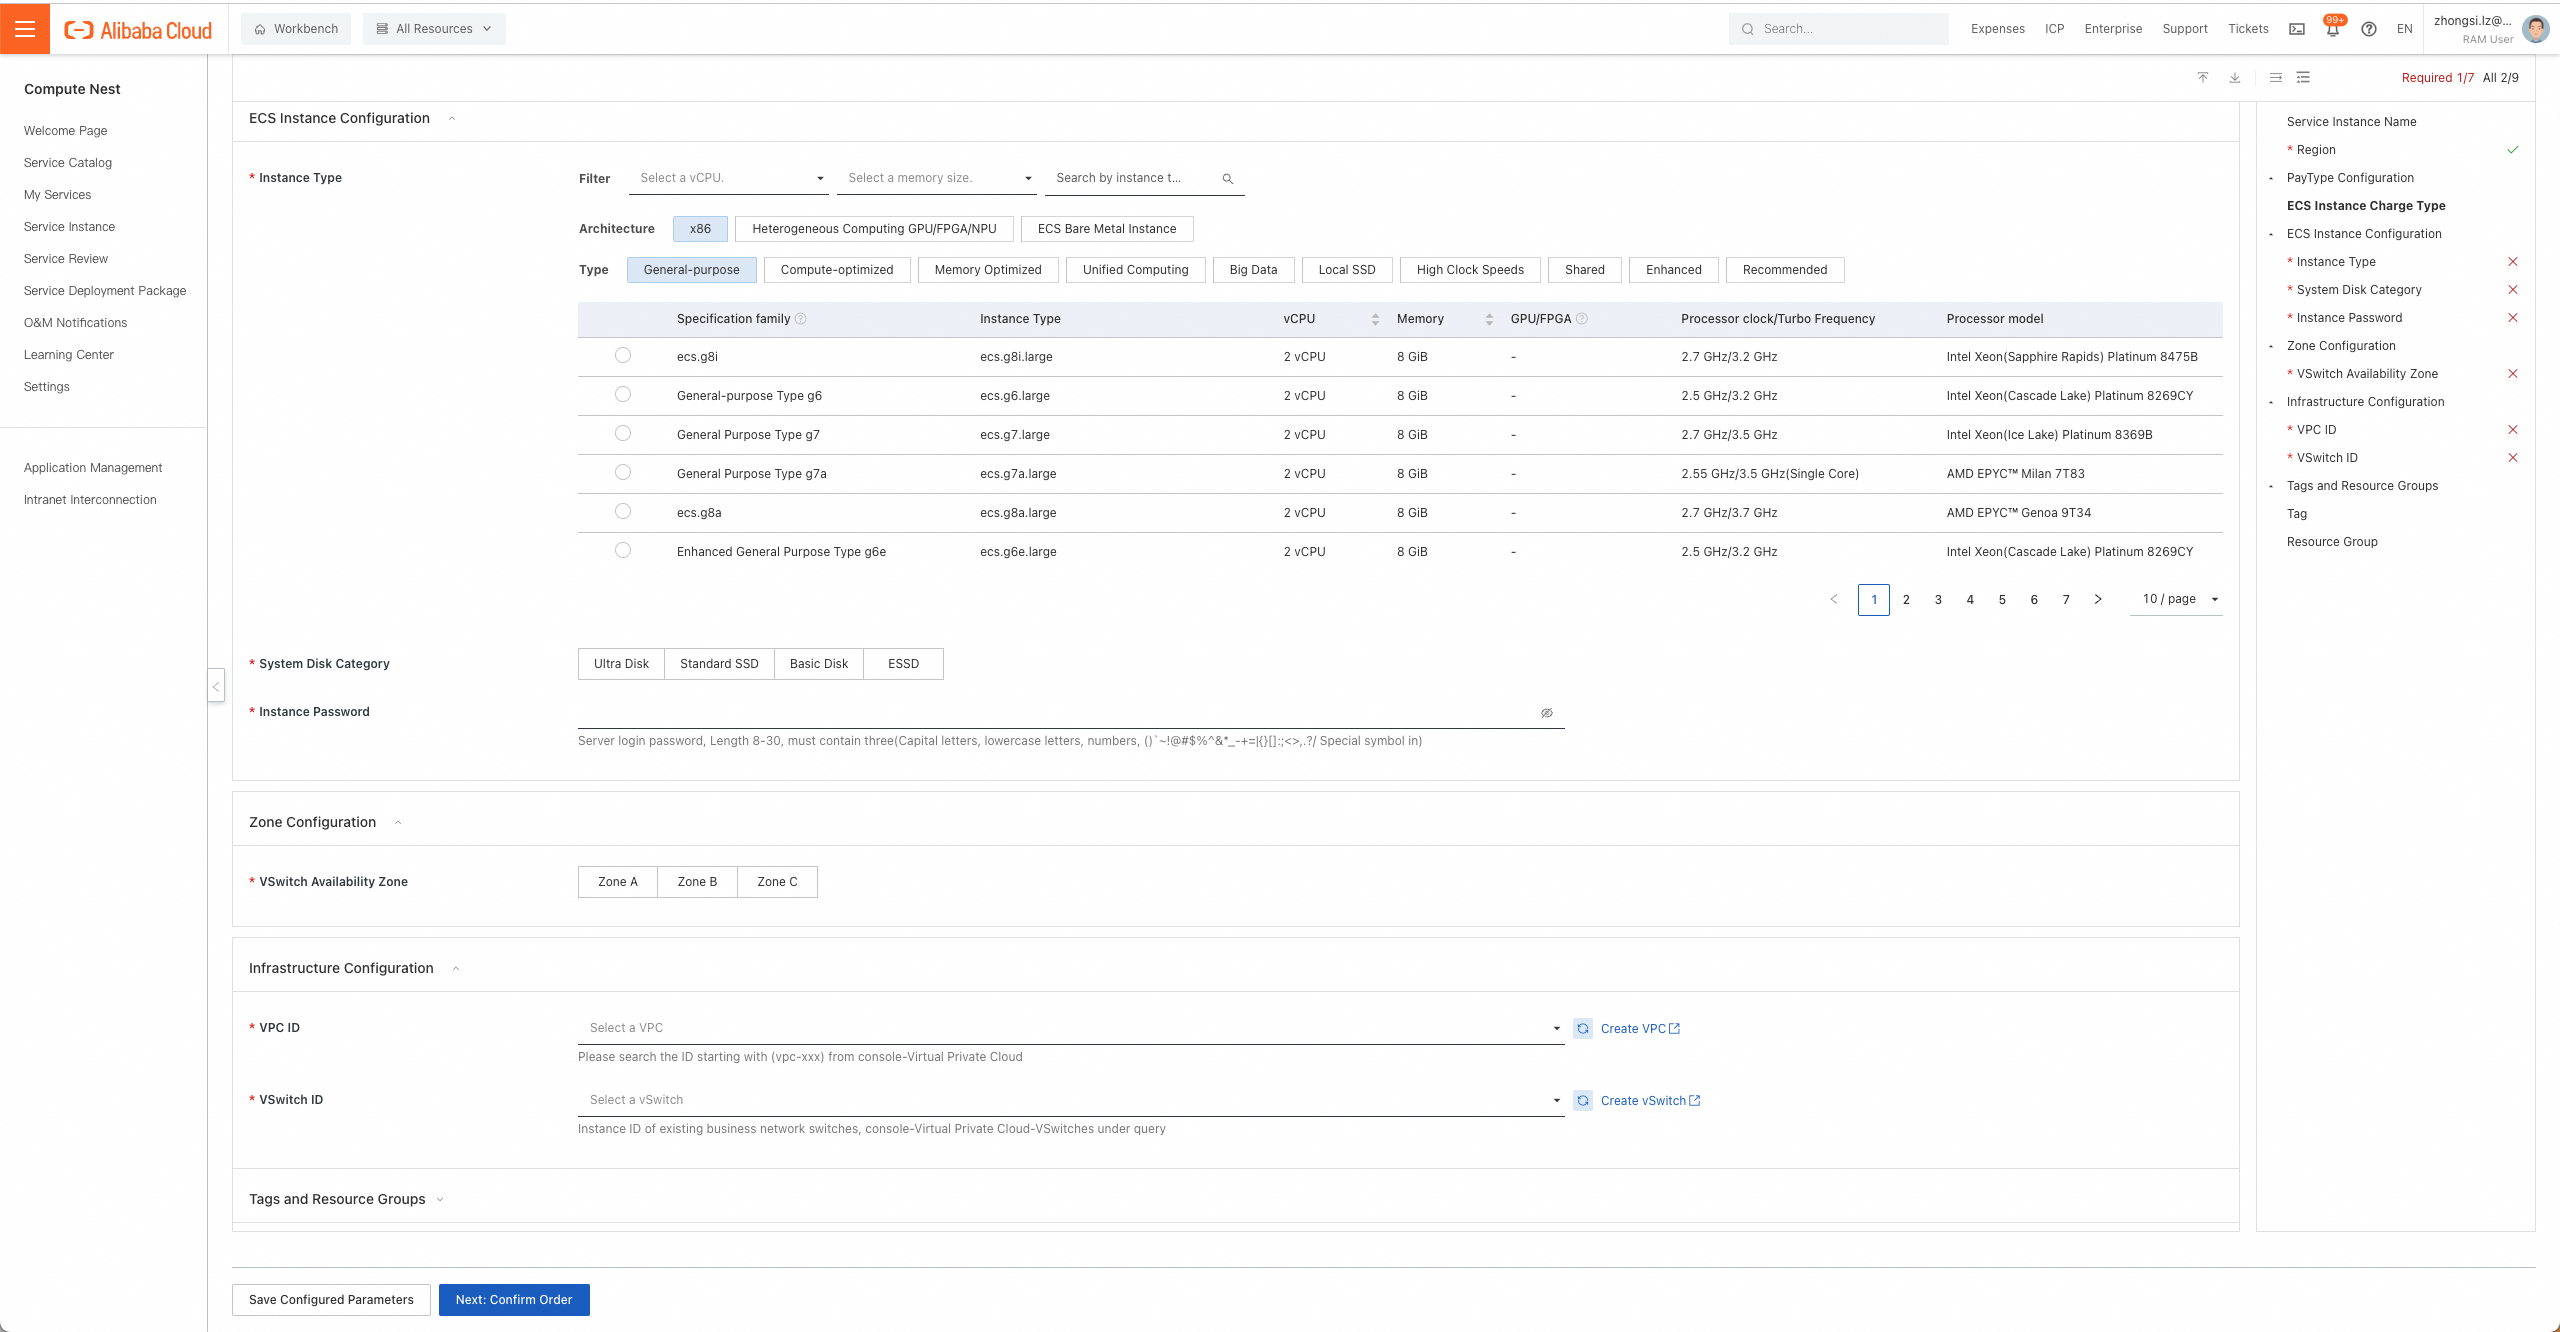 Alibaba Cloud
Workbench
All Resources
Search...
Expenses
ICP
Enterprise
Support
Tickets
99+
EN
zhongsi.lz@...
RAM User
Compute Nest
Welcome Page
Service Catalog
My Services
Service Instance
Service Review
Service Deployment Package
O&M Notifications
Learning Center
Settings
Application Management
Intranet Interconnection
Required 1/7 All 2/9
ECS Instance Configuration
* Instance Type
Filter Select a vCPU. Select a memory size. Search by instance t...
Architecture x86 Heterogeneous Computing GPU/FPGA/NPU ECS Bare Metal Instance
Type General-purpose Compute-optimized Memory Optimized Unified Computing Big Data Local SSD High Clock Speeds Shared Enhanced Recommended
Specification family Instance Type vCPU Memory GPU/FPGA Processor clock/Turbo Frequency Processor model
ecs.g8i ecs.g8i.large 2 vCPU 8 GiB - 2.7 GHz/3.2 GHz Intel Xeon(Sapphire Rapids) Platinum 8475B
General-purpose Type g6 ecs.g6.large 2 vCPU 8 GiB - 2.5 GHz/3.2 GHz Intel Xeon(Cascade Lake) Platinum 8269CY
General Purpose Type g7 ecs.g7.large 2 vCPU 8 GiB - 2.7 GHz/3.5 GHz Intel Xeon(Ice Lake) Platinum 8369B
General Purpose Type g7a ecs.g7a.large 2 vCPU 8 GiB - 2.55 GHz/3.5 GHz(Single Core) AMD EPYC™ Milan 7T83
ecs.g8a ecs.g8a.large 2 vCPU 8 GiB - 2.7 GHz/3.7 GHz AMD EPYC™ Genoa 9T34
Enhanced General Purpose Type g6e ecs.g6e.large 2 vCPU 8 GiB - 2.5 GHz/3.2 GHz Intel Xeon(Cascade Lake) Platinum 8269CY
< 1 2 3 4 5 6 7 > 10 / page
* System Disk Category Ultra Disk Standard SSD Basic Disk ESSD
* Instance Password
Server login password, Length 8-30, must contain three(Capital letters, lowercase letters, numbers, ()`~!@#$%^&*_-+=|{}[]:;<>,.?/ Special symbol in)
Zone Configuration
* VSwitch Availability Zone Zone A Zone B Zone C
Infrastructure Configuration
* VPC ID Select a VPC Create VPC
Please search the ID starting with (vpc-xxx) from console-Virtual Private Cloud
* VSwitch ID Select a vSwitch Create vSwitch
Instance ID of existing business network switches, console-Virtual Private Cloud-VSwitches under query
Tags and Resource Groups
Save Configured Parameters Next: Confirm Order
Service Instance Name
* Region
PayType Configuration
ECS Instance Charge Type
ECS Instance Configuration
* Instance Type
* System Disk Category
* Instance Password
Zone Configuration
* VSwitch Availability Zone
Infrastructure Configuration
* VPC ID
* VSwitch ID
Tags and Resource Groups
Tag
Resource Group